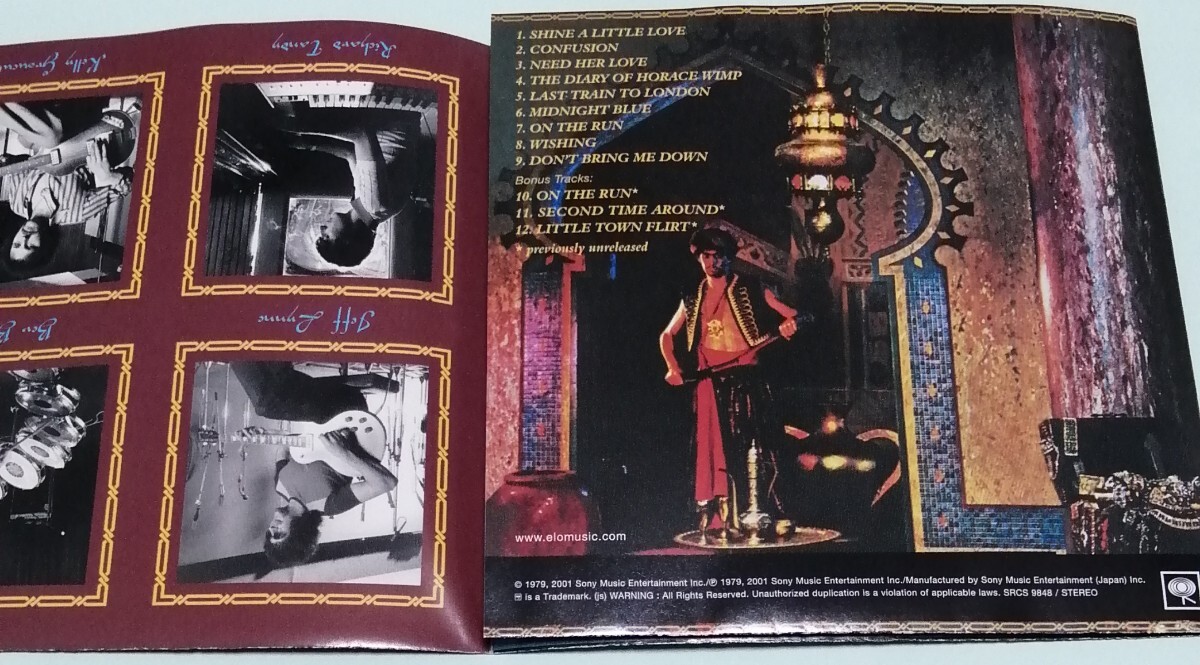 Kelly Groucutt
Richard Tandy
Bev B
Jeff Lynne
1. SHINE A LITTLE LOVE
2. CONFUSION
3. NEED HER LOVE
4. THE DIARY OF HORACE WIMP
5. LAST TRAIN TO LONDON
6. MIDNIGHT BLUE
7. ON THE RUN
8. WISHING
9. DON'T BRING ME DOWN
Bonus Tracks:
10. ON THE RUN*
11. SECOND TIME AROUND*
12. LITTLE TOWN FLIRT*
* previously unreleased
www.elomusic.com
© 1979, 2001 Sony Music Entertainment Inc./℗ 1979, 2001 Sony Music Entertainment Inc./Manufactured by Sony Music Entertainment (Japan) Inc.
is a Trademark. (js) WARNING : All Rights Reserved. Unauthorized duplication is a violation of applicable laws. SRCS 9848 / STEREO